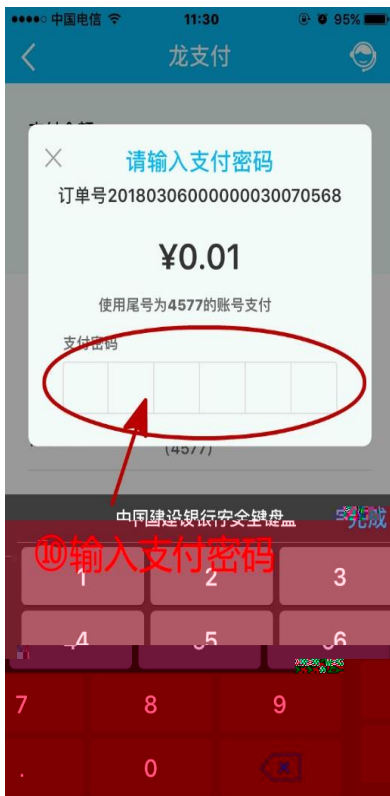 中国电信 11:30 95%
龙支付
×
请输入支付密码
订单号20180306000000030070568
¥0.01
使用尾号为4577的账号支付
支付密码
(4577)
中国建设银行安全键盘 完成
⑩输入支付密码
1 2 3
4 5 6
7 8 9
. 0